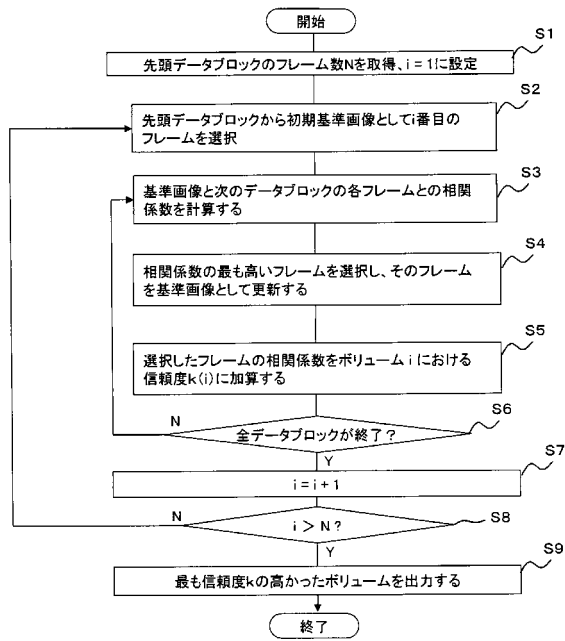 開始
S1
先頭データブロックのフレーム数Nを取得、i = 1に設定
S2
先頭データブロックから初期基準画像としてi番目の
フレームを選択
S3
基準画像と次のデータブロックの各フレームとの相関
係数を計算する
S4
相関係数の最も高いフレームを選択し、そのフレーム
を基準画像として更新する
S5
選択したフレームの相関係数をボリューム i における
信頼度k(i)に加算する
S6
N
全データブロックが終了？
Y
S7
i = i + 1
N
i > N？
S8
Y
S9
最も信頼度kの高かったボリュームを出力する
終了